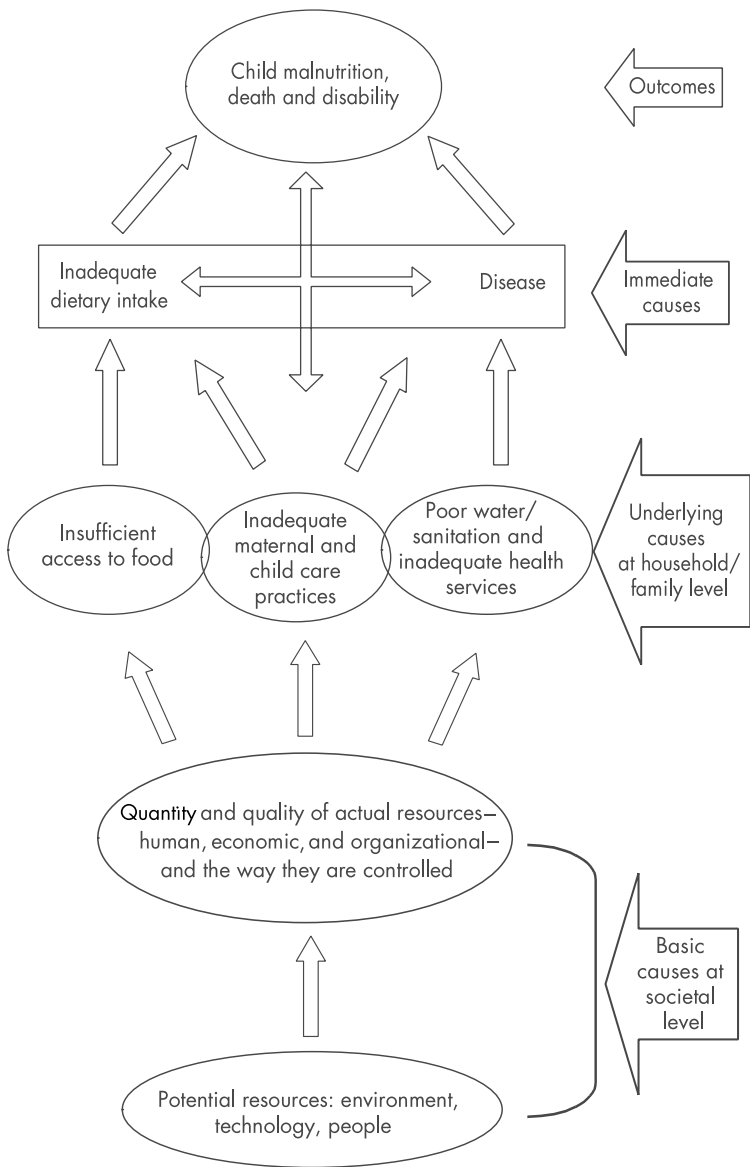 Child malnutrition,
death and disability
Outcomes
Inadequate
dietary intake
Disease
Immediate
causes
Insufficient
access to food
Inadequate
maternal and
child care
practices
Poor water/
sanitation and
inadequate health
services
Underlying
causes
at household/
family level
Quantity and quality of actual resources–
human, economic, and organizational–
and the way they are controlled
Basic
causes at
societal
level
Potential resources: environment,
technology, people